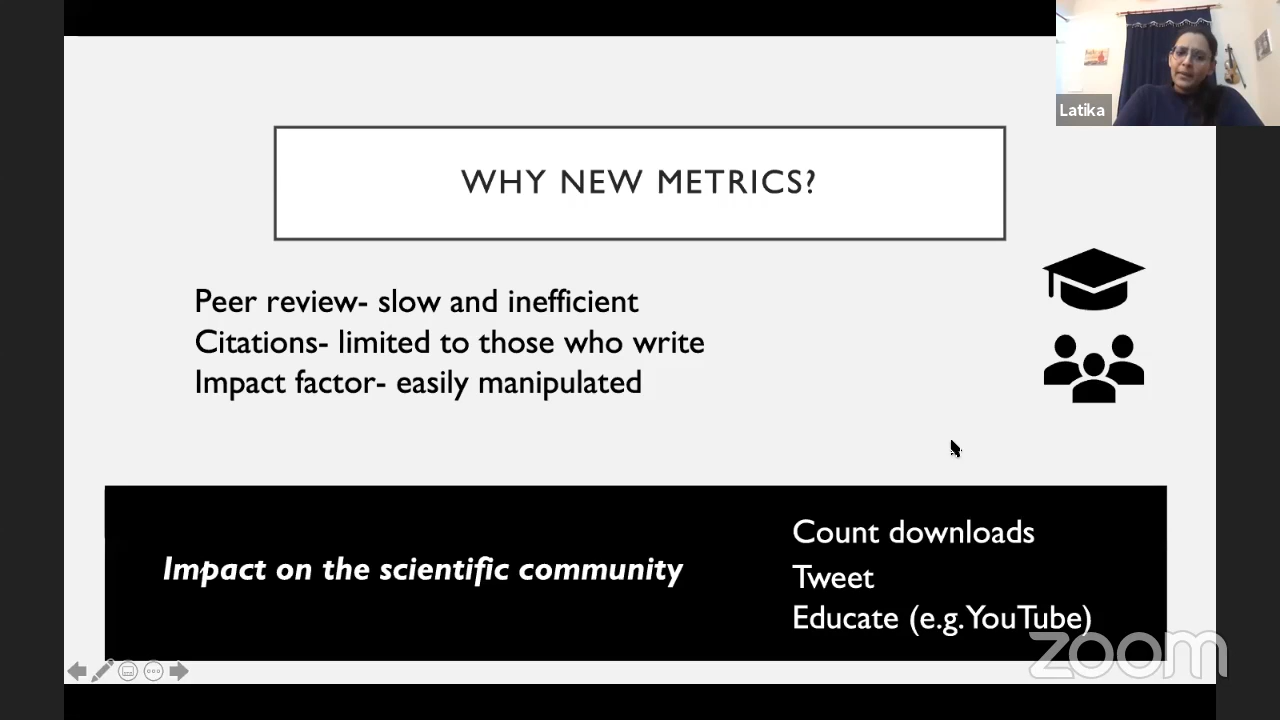 Latika
WHY NEW METRICS?
Peer review- slow and inefficient
Citations- limited to those who write
Impact factor- easily manipulated
Impact on the scientific community
Count downloads
Tweet
Educate (e.g. YouTube)
zoom